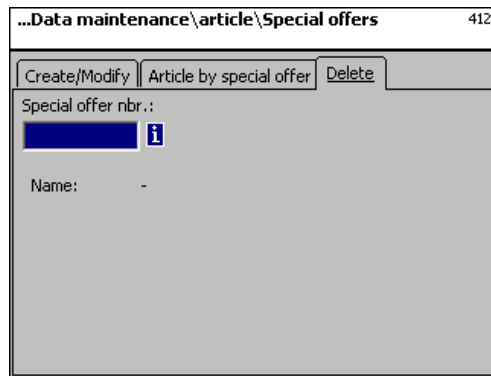 ...Data maintenance\article\Special offers 412
Create/Modify Article by special offer Delete
Special offer nbr.:
i
Name: -